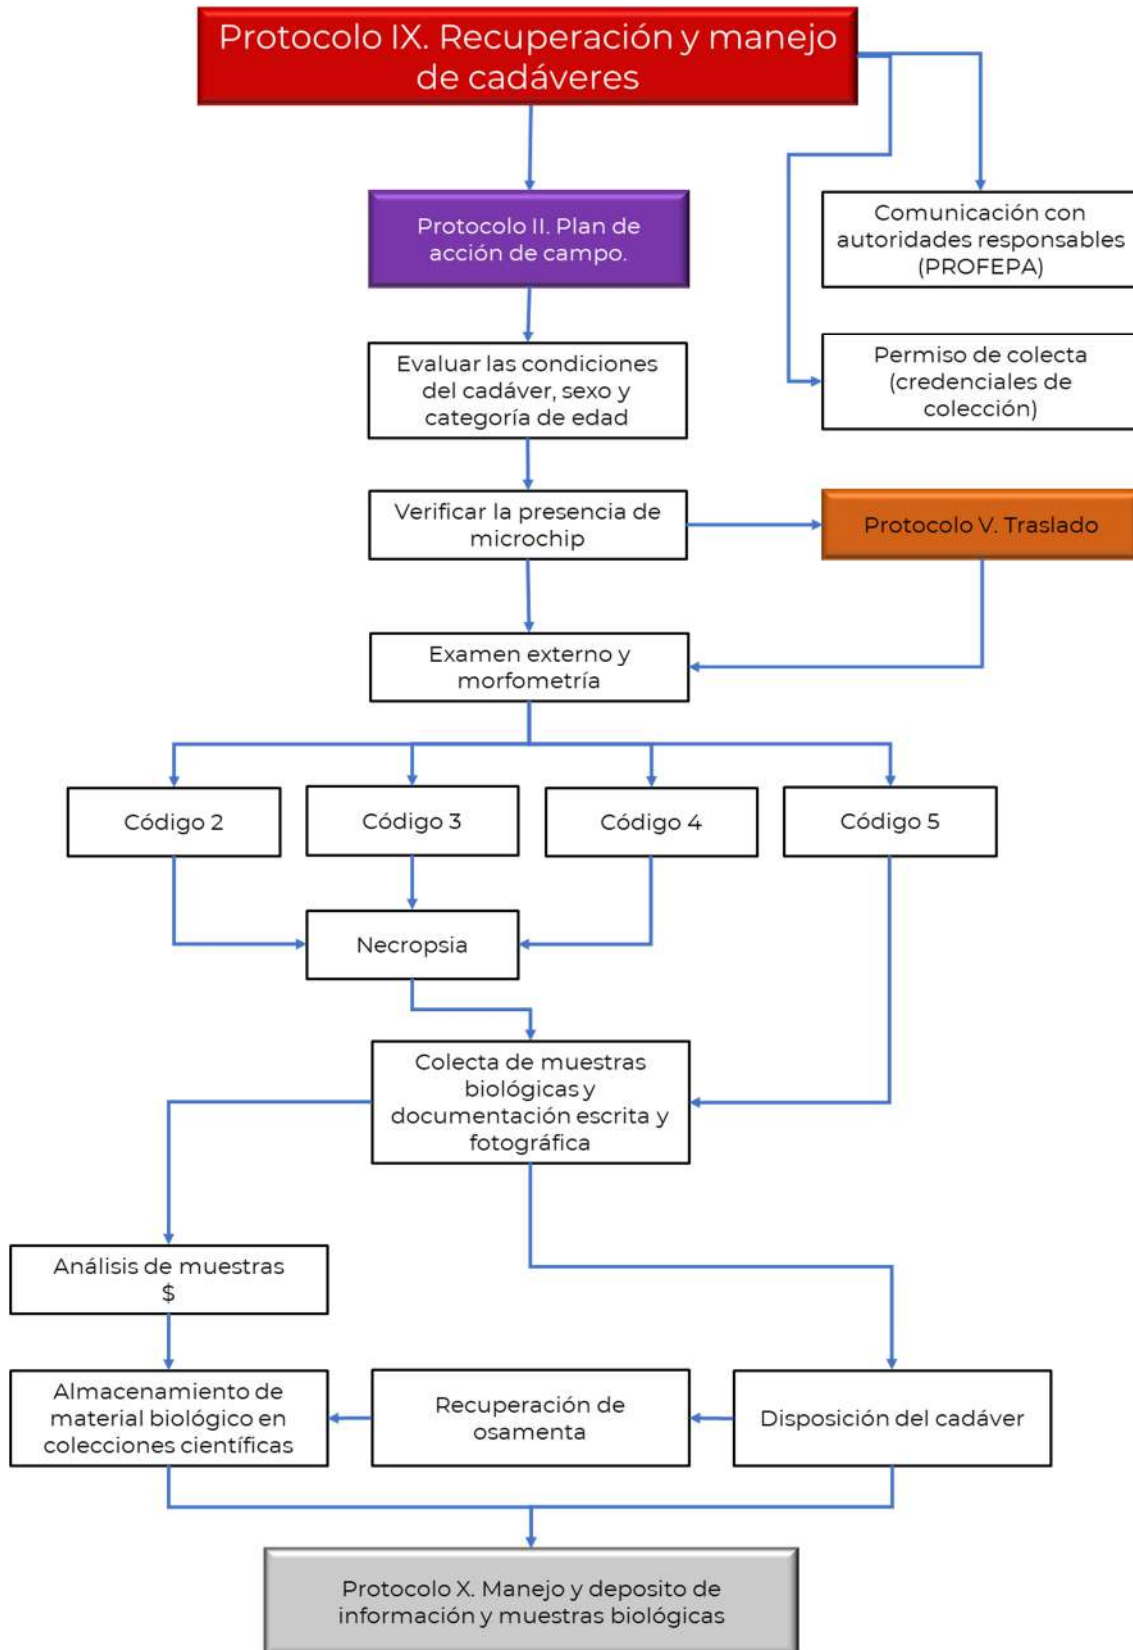 Protocolo IX. Recuperación y manejo
de cadáveres
Protocolo II. Plan de
acción de campo.
Comunicación con
autoridades responsables
(PROFEPA)
Evaluar las condiciones
del cadáver, sexo y
categoría de edad
Permiso de colecta
(credenciales de
colección)
Verificar la presencia de
microchip
Protocolo V. Traslado
Examen externo y
morfometría
Código 2
Código 3
Código 4
Código 5
Necropsia
Colecta de muestras
biológicas y
documentación escrita y
fotográfica
Análisis de muestras
$
Almacenamiento de
material biológico en
colecciones científicas
Recuperación de
osamenta
Disposición del cadáver
Protocolo X. Manejo y deposito de
información y muestras biológicas